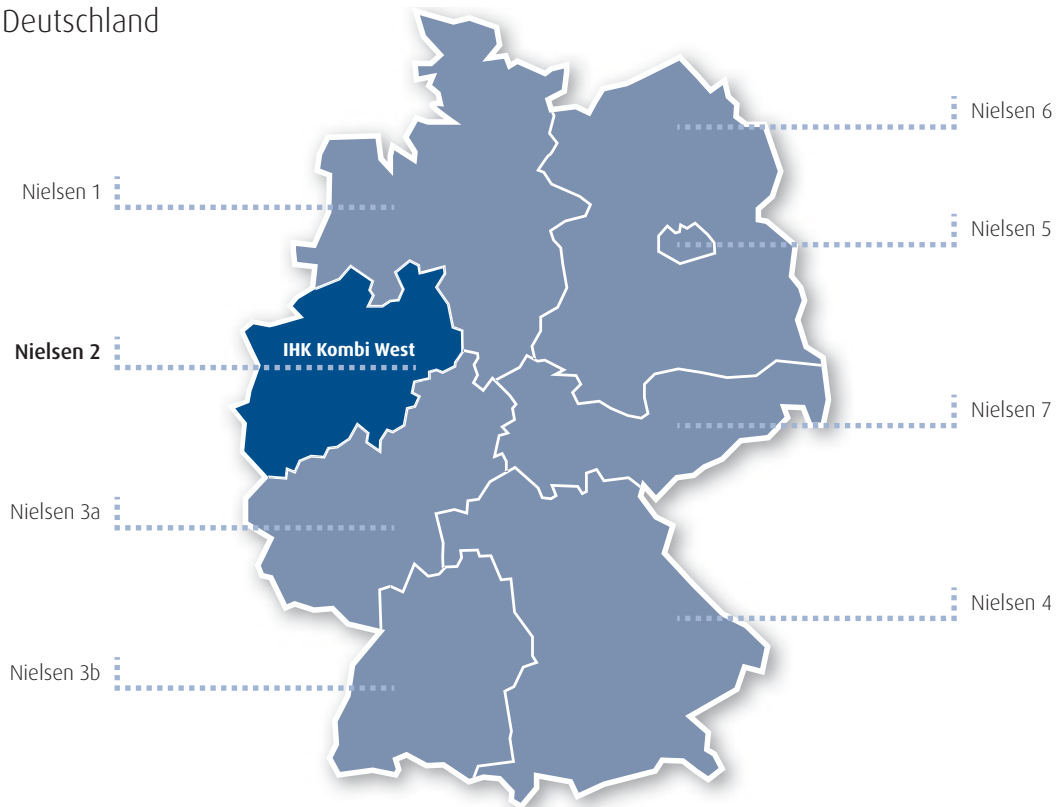 Deutschland
Nielsen 6
Nielsen 1
Nielsen 5
Nielsen 2
IHK Kombi West
Nielsen 7
Nielsen 3a
Nielsen 4
Nielsen 3b